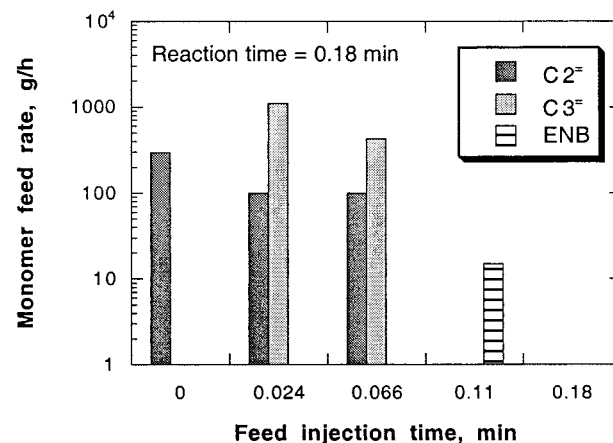 10⁴
1000
100
10
1
Monomer feed rate, g/h
Reaction time = 0.18 min
C2⁼
C3⁼
ENB
0 0.024 0.066 0.11 0.18
Feed injection time, min